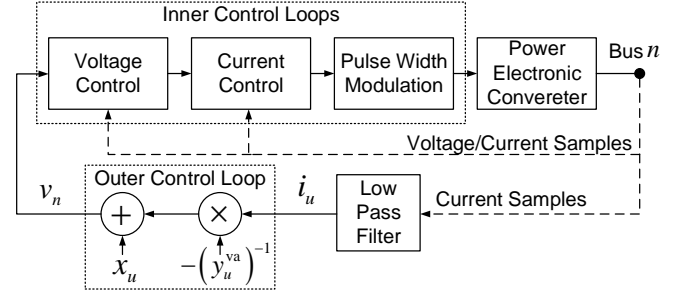 Inner Control Loops
Voltage
Control
Current
Control
Pulse Width
Modulation
Power
Electronic
Convereter
Bus n
Voltage/Current Samples
Outer Control Loop
v_n
+
×
i_u
Low
Pass
Filter
Current Samples
x_u
-(y_u^va)^-1